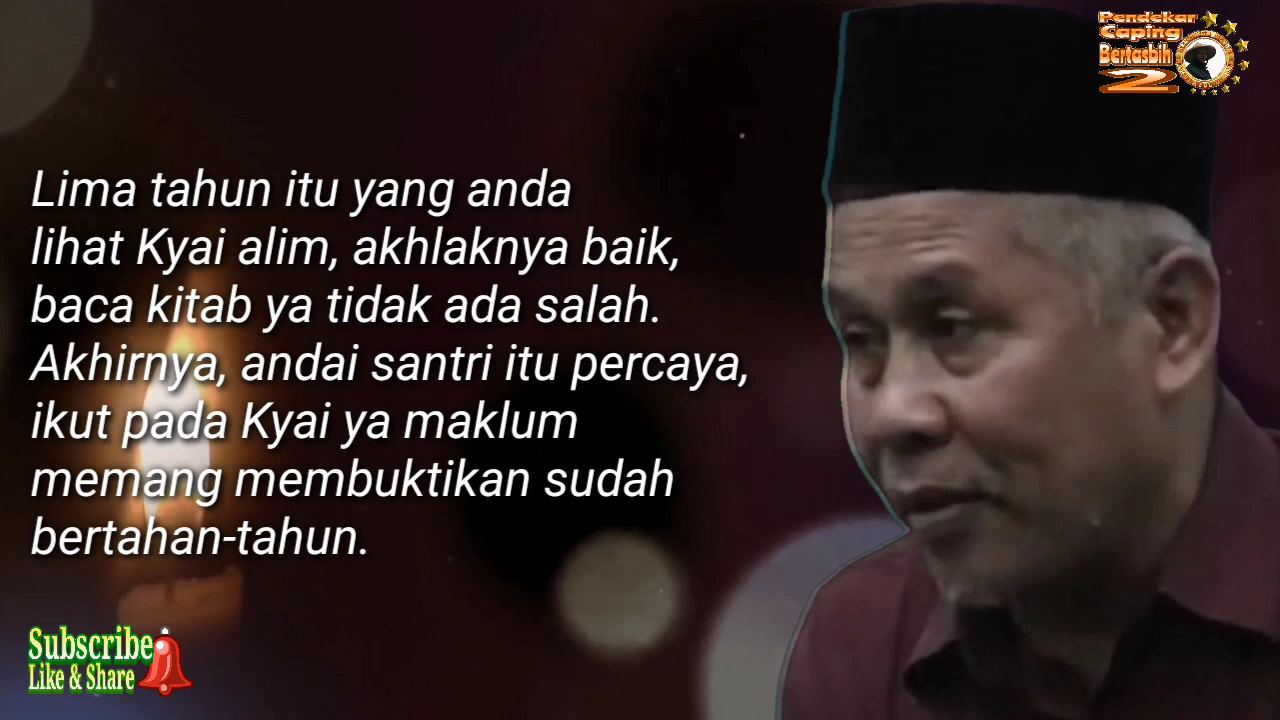 Pendekar
Caping
Bertasbih
2
Lima tahun itu yang anda
lihat Kyai alim, akhlaknya baik,
baca kitab ya tidak ada salah.
Akhirnya, andai santri itu percaya,
ikut pada Kyai ya maklum
memang membuktikan sudah
bertahan-tahun.
Subscribe
Like & Share